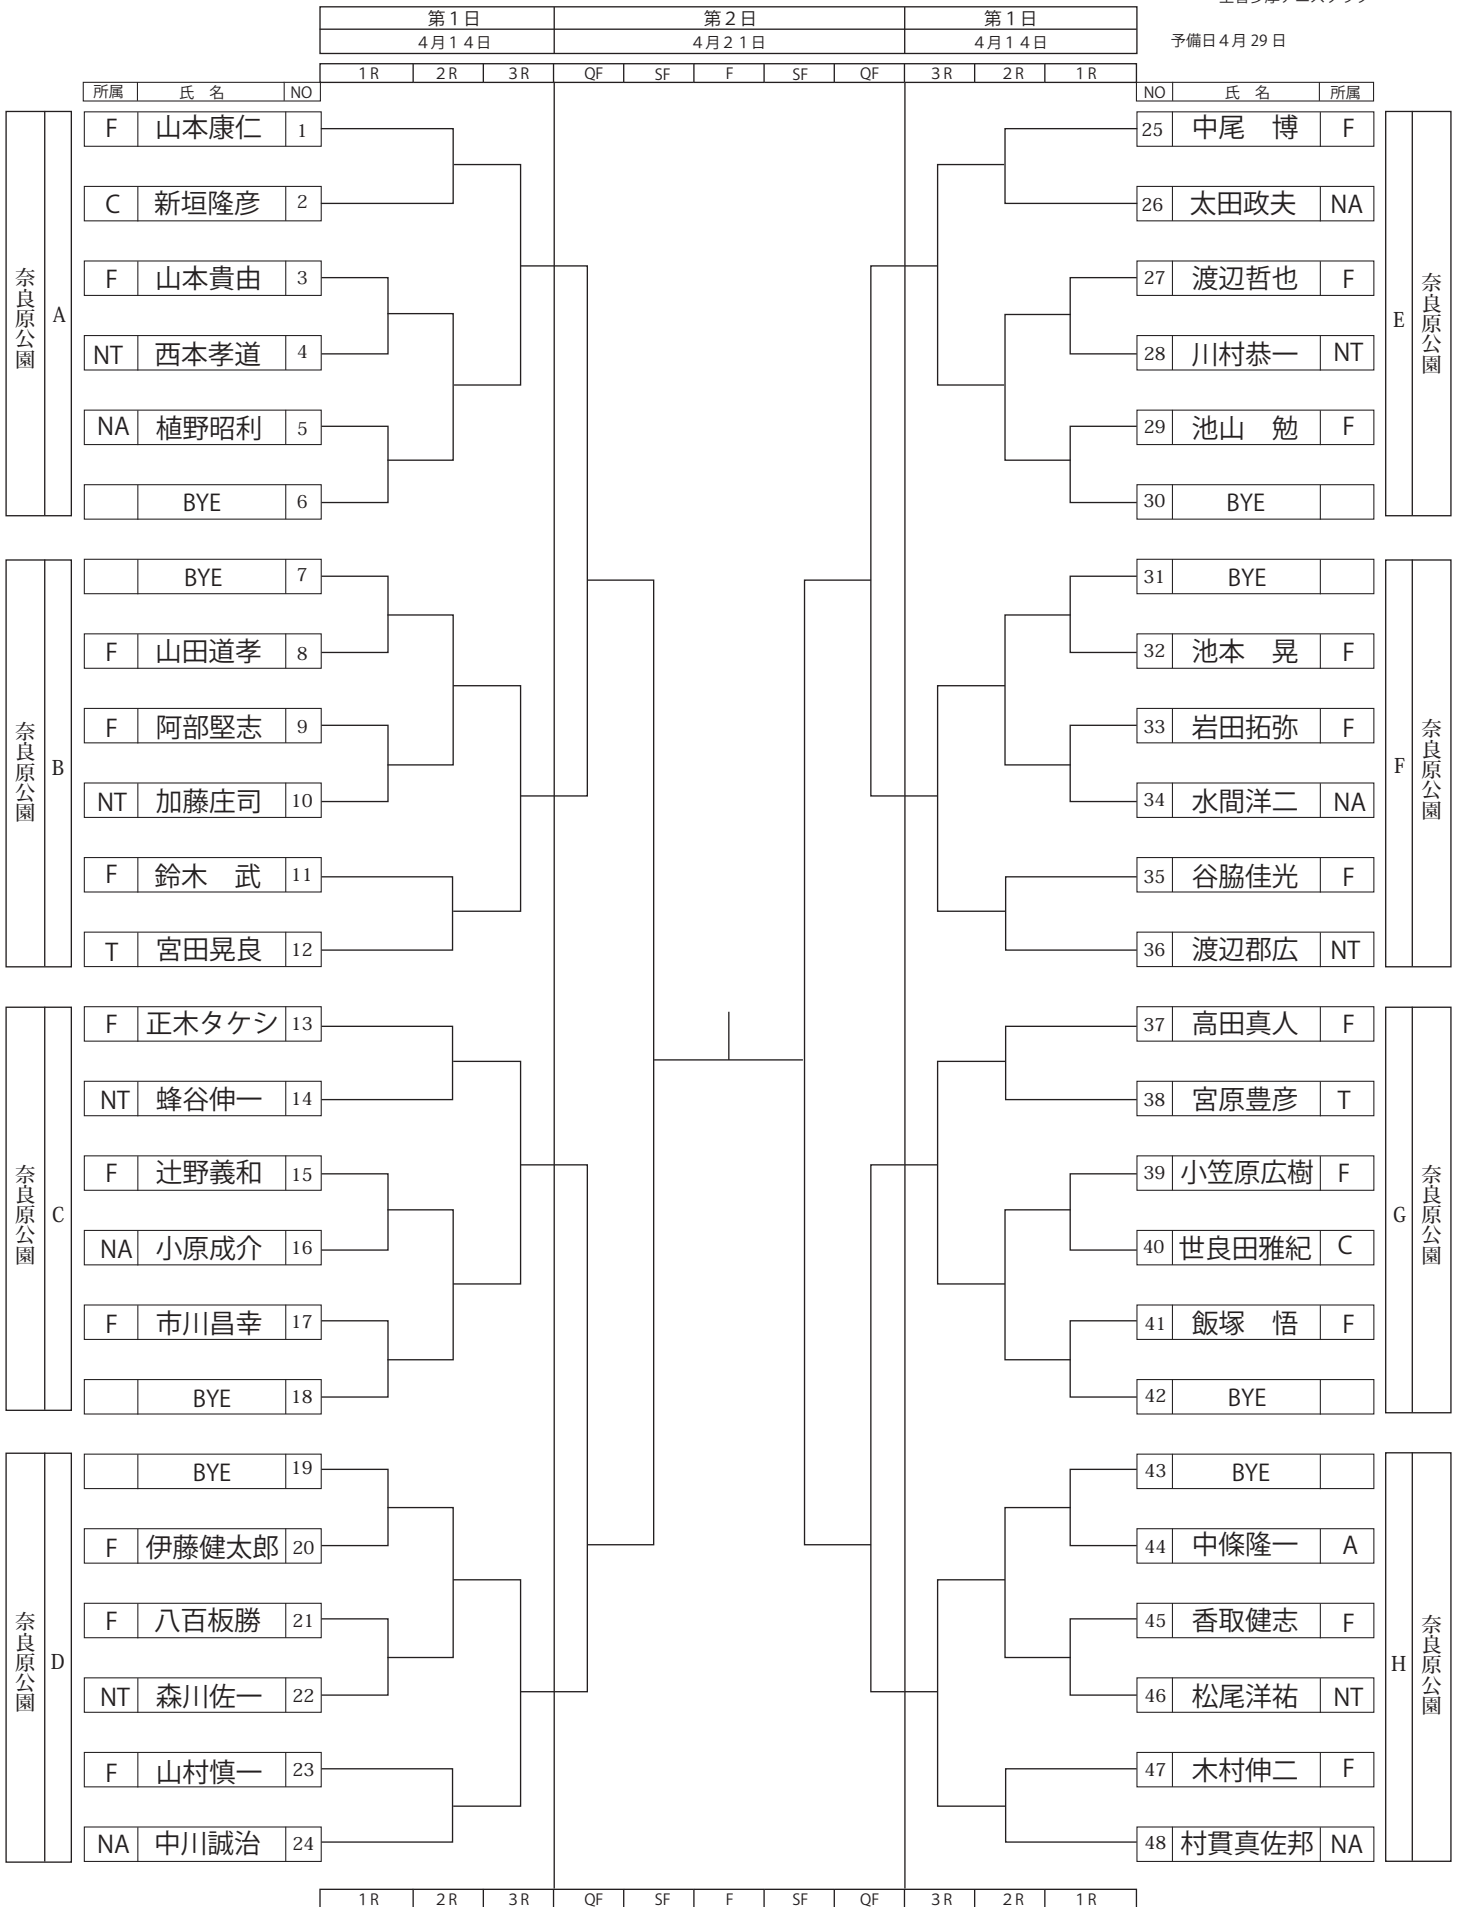 第1日 第2日 第1日
4月14日 4月21日 4月14日 予備日4月29日
1R 2R 3R QF SF F SF QF 3R 2R 1R
所属 氏 名 NO NO 氏 名 所属
F 山本康仁 1 25 中尾 博 F
C 新垣隆彦 2 26 太田政夫 NA
奈良原公園 A F 山本貴由 3 27 渡辺哲也 F E 奈良原公園
NT 西本孝道 4 28 川村恭一 NT
NA 植野昭利 5 29 池山 勉 F
BYE 6 30 BYE
BYE 7 31 BYE
F 山田道孝 8 32 池本 晃 F
奈良原公園 B F 阿部堅志 9 33 岩田拓弥 F F 奈良原公園
NT 加藤庄司 10 34 水間洋二 NA
F 鈴木 武 11 35 谷脇佳光 F
T 宮田晃良 12 36 渡辺郡広 NT
F 正木タケシ 13 37 高田真人 F
NT 蜂谷伸一 14 38 宮原豊彦 T
奈良原公園 C F 辻野義和 15 39 小笠原広樹 F G 奈良原公園
NA 小原成介 16 40 世良田雅紀 C
F 市川昌幸 17 41 飯塚 悟 F
BYE 18 42 BYE
BYE 19 43 BYE
F 伊藤健太郎 20 44 中條隆一 A
奈良原公園 D F 八百板勝 21 45 香取健志 F H 奈良原公園
NT 森川佐一 22 46 松尾洋祐 NT
F 山村慎一 23 47 木村伸二 F
NA 中川誠治 24 48 村貫真佐邦 NA
1R 2R 3R QF SF F SF QF 3R 2R 1R